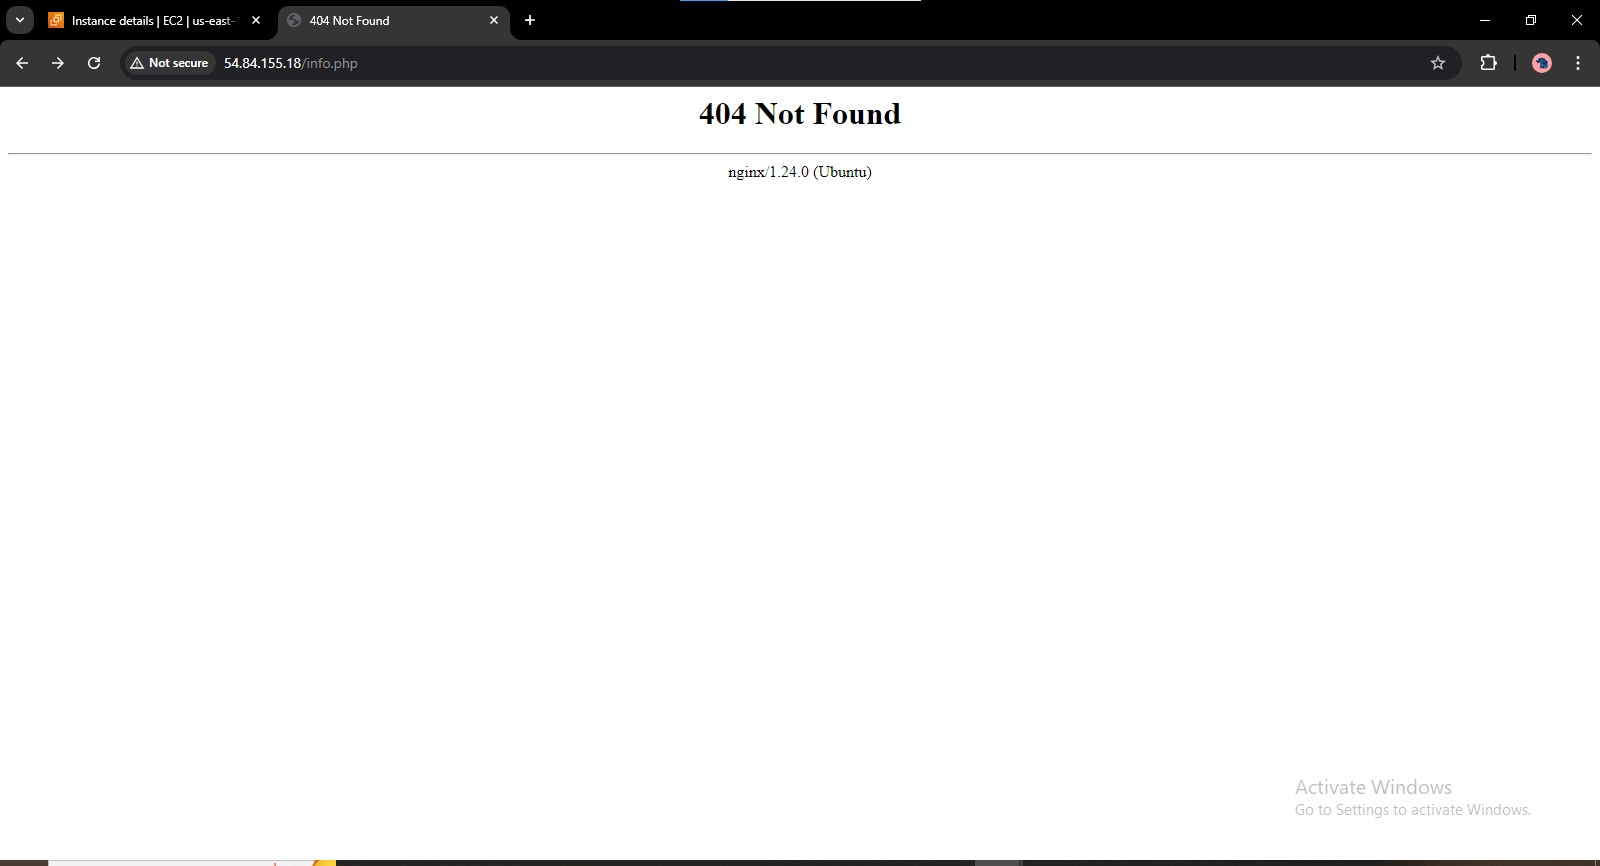 Instance details | EC2 | us-east-
404 Not Found
Not secure
54.84.155.18/info.php
404 Not Found
nginx/1.24.0 (Ubuntu)
Activate Windows
Go to Settings to activate Windows.